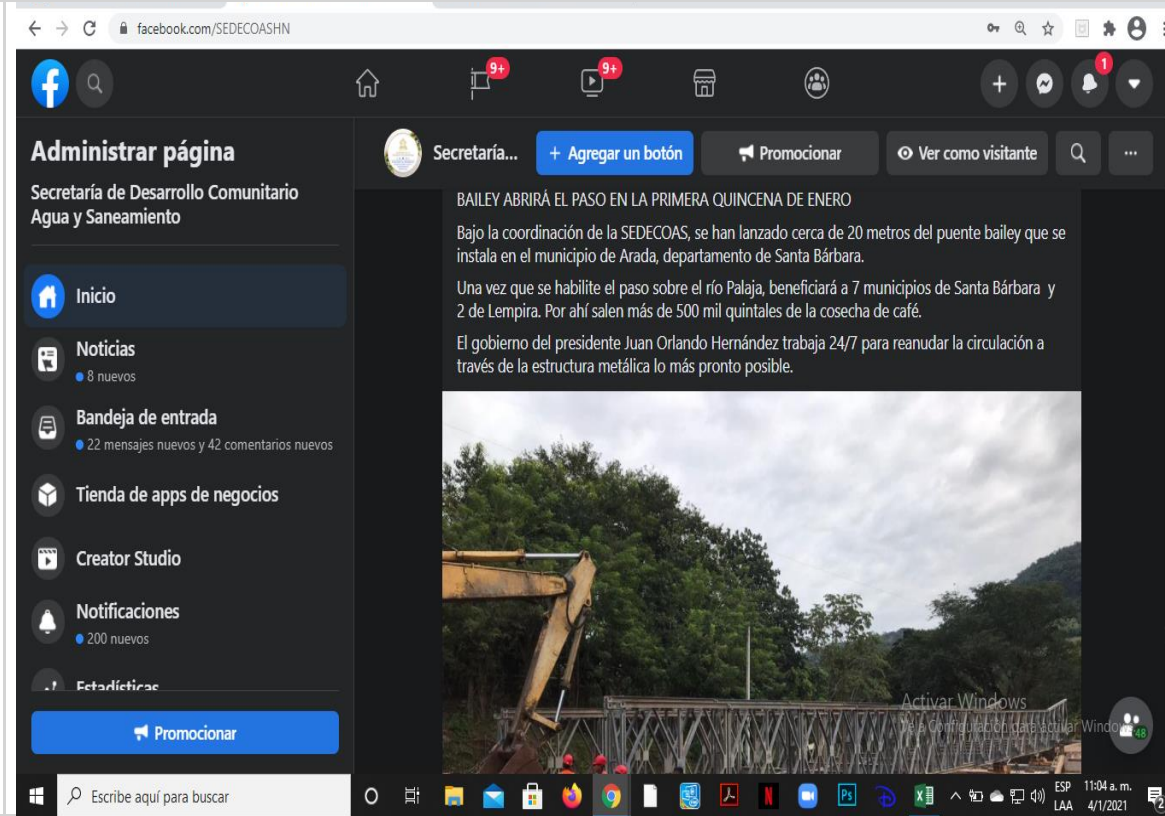 facebook.com/SEDECOASHN
9+
9+
1
Administrar página
Secretaría de Desarrollo Comunitario
Agua y Saneamiento
Inicio
Noticias
8 nuevos
Bandeja de entrada
22 mensajes nuevos y 42 comentarios nuevos
Tienda de apps de negocios
Creator Studio
Notificaciones
200 nuevos
Estadísticas
Promocionar
Secretaría...
+ Agregar un botón
Promocionar
Ver como visitante
BAILEY ABRIRÁ EL PASO EN LA PRIMERA QUINCENA DE ENERO
Bajo la coordinación de la SEDECOAS, se han lanzado cerca de 20 metros del puente bailey que se
instala en el municipio de Arada, departamento de Santa Bárbara.
Una vez que se habilite el paso sobre el río Palaja, beneficiará a 7 municipios de Santa Bárbara y
2 de Lempira. Por ahí salen más de 500 mil quintales de la cosecha de café.
El gobierno del presidente Juan Orlando Hernández trabaja 24/7 para reanudar la circulación a
través de la estructura metálica lo más pronto posible.
Activar Windows
Ve a Configuración para activar Windows
48
Escribe aquí para buscar
Ps
ESP
LAA
11:04 a. m.
4/1/2021
2